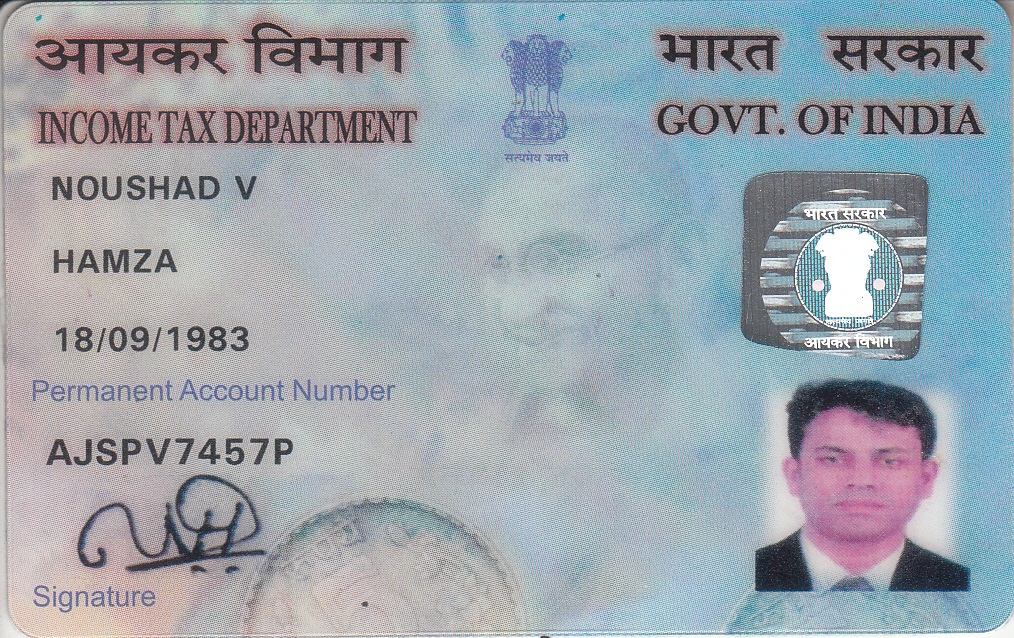 आयकर विभाग
भारत सरकार
INCOME TAX DEPARTMENT
GOVT. OF INDIA
सत्यमेव जयते
NOUSHAD V
HAMZA
18/09/1983
Permanent Account Number
AJSPV7457P
Signature
भारत सरकार
आयकर विभाग